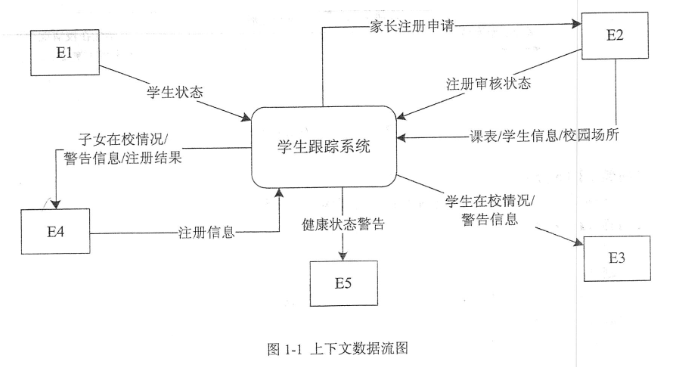 家长注册申请
E1
E2
学生状态
注册审核状态
子女在校情况/
警告信息/注册结果
学生跟踪系统
课表/学生信息/校园场所
学生在校情况/
警告信息
E4
注册信息
健康状态警告
E3
E5
图 1-1 上下文数据流图